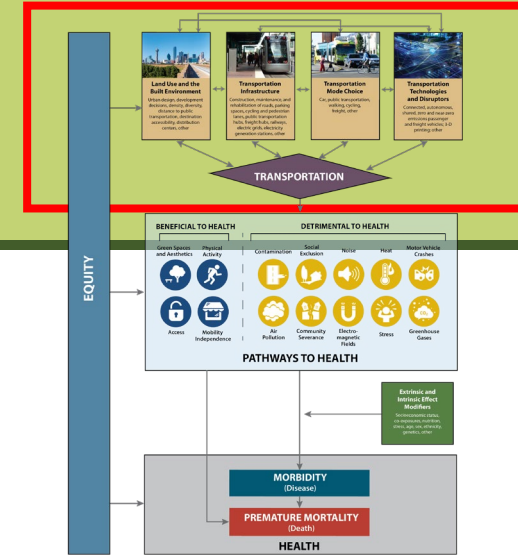 EQUITY
Land Use and the
Built Environment
Urban design, development
decisions, density, diversity,
distance to public
transportation, destination
accessibility, distribution
centers, other
Transportation
Infrastructure
Construction, maintenance, and
rehabilitation of roads, parking
spaces, cycling and pedestrian
lanes, public transportation
hubs, freight hubs, railways,
electric grids, electricity
generation stations, other
Transportation
Mode Choice
Car, public transportation,
walking, cycling,
freight, other
Transportation
Technologies
and Disruptors
Connected, autonomous,
shared, zero and near-zero
emissions passenger
and freight vehicles; 3-D
printing; other
TRANSPORTATION
BENEFICIAL TO HEALTH
DETRIMENTAL TO HEALTH
Green Spaces
and Aesthetics
Physical
Activity
Contamination
Social
Exclusion
Noise
Heat
Motor Vehicle
Crashes
Access
Mobility
Independence
Air
Pollution
Community
Severance
Electro-
magnetic
Fields
Stress
Greenhouse
Gases
PATHWAYS TO HEALTH
Extrinsic and
Intrinsic Effect
Modifiers
Socioeconomic status,
co-exposures, nutrition,
stress, age, sex, ethnicity,
genetics, other
MORBIDITY
(Disease)
PREMATURE MORTALITY
(Death)
HEALTH